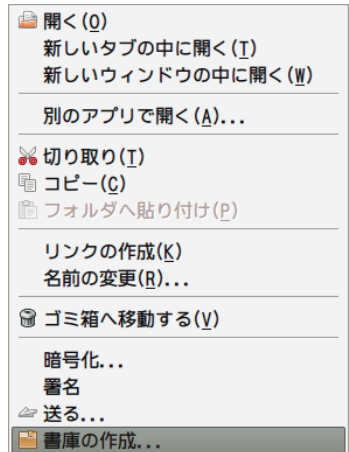 開く(O)
新しいタブの中に開く(T)
新しいウィンドウの中に開く(W)
別のアプリで開く(A)...
切り取り(T)
コピー(C)
フォルダへ貼り付け(P)
リンクの作成(K)
名前の変更(R)...
ゴミ箱へ移動する(V)
暗号化...
署名
送る...
書庫の作成...